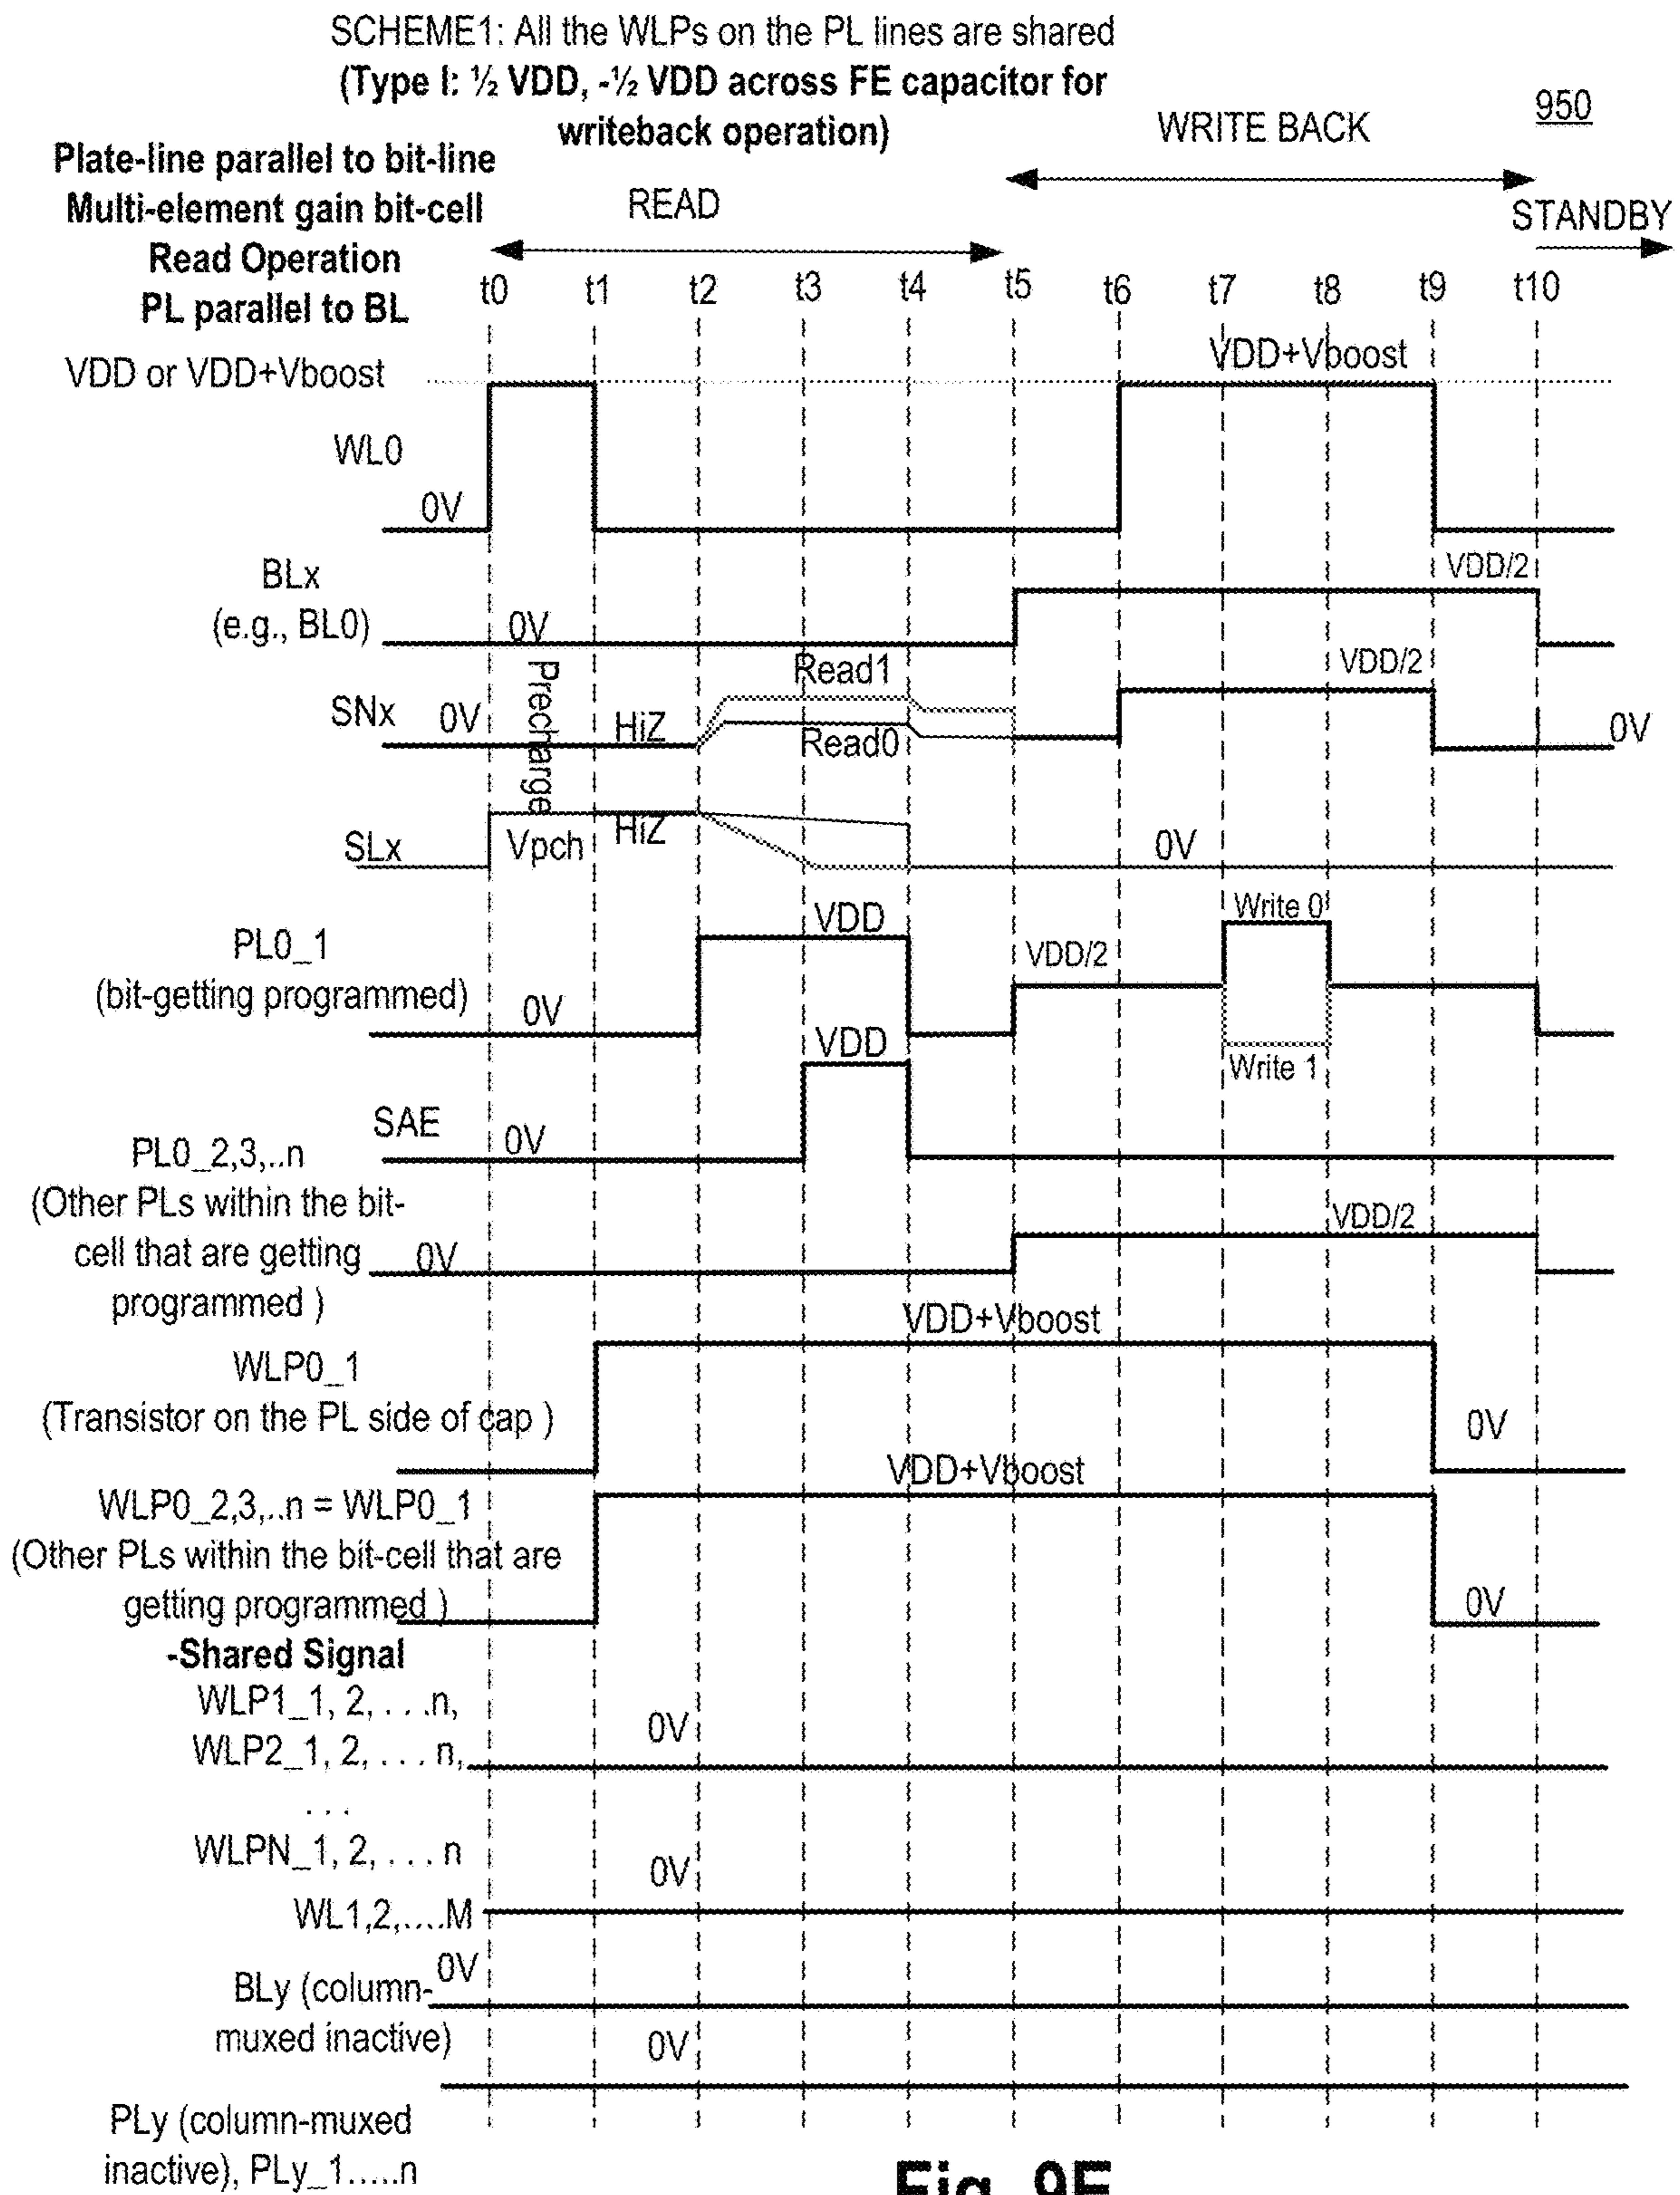 SCHEME1: All the WLPs on the PL lines are shared
(Type I: ½ VDD, -½ VDD across FE capacitor for
writeback operation)
950
WRITE BACK
Plate-line parallel to bit-line
Multi-element gain bit-cell
Read Operation
PL parallel to BL
READ
STANDBY
t0 t1 t2 t3 t4 t5 t6 t7 t8 t9 t10
VDD or VDD+Vboost
VDD+Vboost
WL0
0V
BLx
(e.g., BL0)
0V
VDD/2
Precharge
SNx
0V
HiZ
Read1
Read0
VDD/2
0V
SLx
Vpch
HiZ
0V
PL0_1
(bit-getting programmed)
0V
VDD
VDD/2
Write 0
Write 1
VDD
SAE
0V
PL0_2,3,..n
(Other PLs within the bit-
cell that are getting
programmed )
0V
VDD/2
VDD+Vboost
WLP0_1
(Transistor on the PL side of cap )
0V
VDD+Vboost
WLP0_2,3,..n = WLP0_1
(Other PLs within the bit-cell that are
getting programmed )
0V
-Shared Signal
WLP1_1, 2, . . .n,
0V
WLP2_1, 2, . . . n,
. . .
WLPN_1, 2, . . . n
0V
WL1,2,....M
0V
BLy (column-
muxed inactive)
0V
PLy (column-muxed
inactive), PLy_1.....n
Fig. 9E